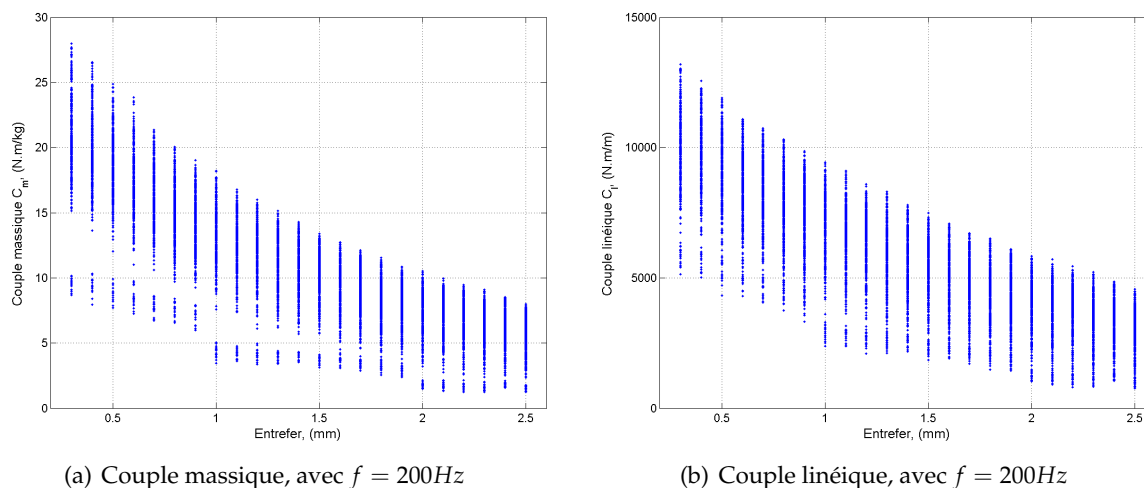 30
25
20
15
10
5
0
Couple massique C_m, (N.m/kg)
0.5 1 1.5 2 2.5
Entrefer, (mm)
(a) Couple massique, avec f = 200Hz
15000
10000
5000
0
Couple linéique C_l, (N.m/m)
0.5 1 1.5 2 2.5
Entrefer, (mm)
(b) Couple linéique, avec f = 200Hz